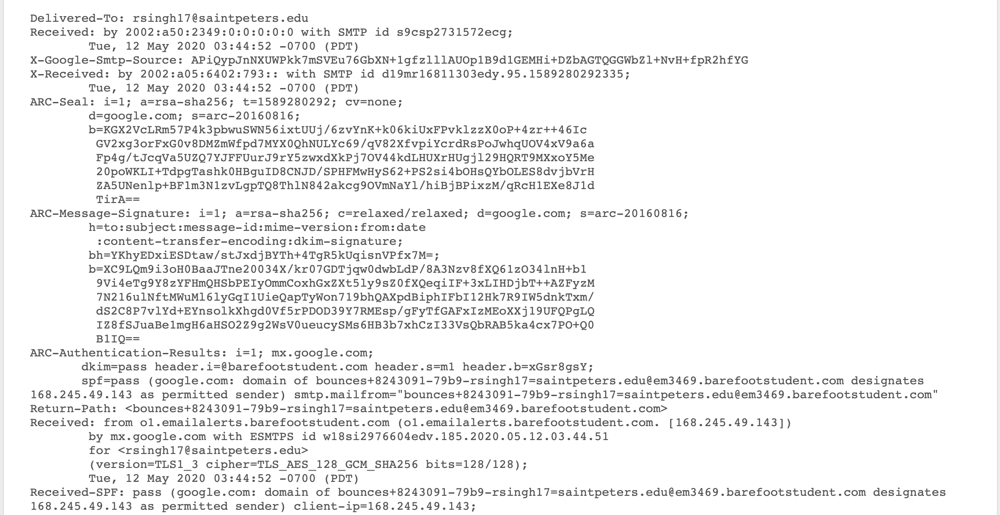 Delivered-To: rsingh17@saintpeters.edu
Received: by 2002:a50:2349:0:0:0:0:0 with SMTP id s9csp2731572ecg;
Tue, 12 May 2020 03:44:52 -0700 (PDT)
X-Google-Smtp-Source: APiQypJnNXUWPkk7mSVEu76GbXN+1gfzlllAUOp1B9d1GEMHi+DZbAGTQGGWbZl+NvH+fpR2hfYG
X-Received: by 2002:a05:6402:793:: with SMTP id d19mr16811303edy.95.1589280292335;
Tue, 12 May 2020 03:44:52 -0700 (PDT)
ARC-Seal: i=1; a=rsa-sha256; t=1589280292; cv=none;
d=google.com; s=arc-20160816;
b=KGX2VcLRm57P4k3pbwuSWN56ixtUUj/6zvYnK+k06kiUxFPvklzzX0oP+4zr++46Ic
GV2xg3orFxG0v8DMZmWfpd7MYX0QhNULYc69/qV82XfvpiYcrdRsPoJwhqUOV4xV9a6a
Fp4g/tJcqVa5UZQ7YJFFUurJ9rY5zwxdXkPj7OV44kdLHUXrHUgjl29HQRT9MXxoY5Me
20poWKLI+TdpgTashk0HBguID8CNJD/SPHFMwHyS62+PS2si4bOHsQYbOLES8dvjbVrH
ZA5UNenlp+BF1m3N1zvLgpTQ8ThlN842akcg9OVmNaYl/hiBjBPixzM/qRcH1EXe8J1d
TirA==
ARC-Message-Signature: i=1; a=rsa-sha256; c=relaxed/relaxed; d=google.com; s=arc-20160816;
h=to:subject:message-id:mime-version:from:date
:content-transfer-encoding:dkim-signature;
bh=YKhyEDxiESDtaw/stJxdjBYTh+4TgR5kUqisnVPfx7M=;
b=XC9LQm9i3oH0BaaJTne20034X/kr07GDTjqw0dwbLdP/8A3Nzv8fXQ61zO34lnH+b1
9Vi4eTg9Y8zYFHmQHSbPEIyOmmCoxhGxZXt5ly9sZ0fXQeqiIF+3xLIHDjbT++AZFyzM
7N216ulNftMWuMl6lyGqI1UieQapTyWon719bhQAXpdBiphIFbI12Hk7R9IW5dnkTxm/
dS2C8P7vlYd+EYnsolkXhgd0Vf5rPDOD39Y7RMEsp/gFyTfGAFxIzMEoXXj19UFQPgLQ
IZ8fSJuaBe1mgH6aHSO2Z9g2WsV0ueucySMs6HB3b7xhCzI33VsQbRAB5ka4cx7PO+Q0
B1IQ==
ARC-Authentication-Results: i=1; mx.google.com;
dkim=pass header.i=@barefootstudent.com header.s=m1 header.b=xGsr8gsY;
spf=pass (google.com: domain of bounces+8243091-79b9-rsingh17=saintpeters.edu@em3469.barefootstudent.com designates
168.245.49.143 as permitted sender) smtp.mailfrom="bounces+8243091-79b9-rsingh17=saintpeters.edu@em3469.barefootstudent.com"
Return-Path: <bounces+8243091-79b9-rsingh17=saintpeters.edu@em3469.barefootstudent.com>
Received: from o1.emailalerts.barefootstudent.com (o1.emailalerts.barefootstudent.com. [168.245.49.143])
by mx.google.com with ESMTPS id w18si2976604edv.185.2020.05.12.03.44.51
for <rsingh17@saintpeters.edu>
(version=TLS1_3 cipher=TLS_AES_128_GCM_SHA256 bits=128/128);
Tue, 12 May 2020 03:44:52 -0700 (PDT)
Received-SPF: pass (google.com: domain of bounces+8243091-79b9-rsingh17=saintpeters.edu@em3469.barefootstudent.com designates
168.245.49.143 as permitted sender) client-ip=168.245.49.143;